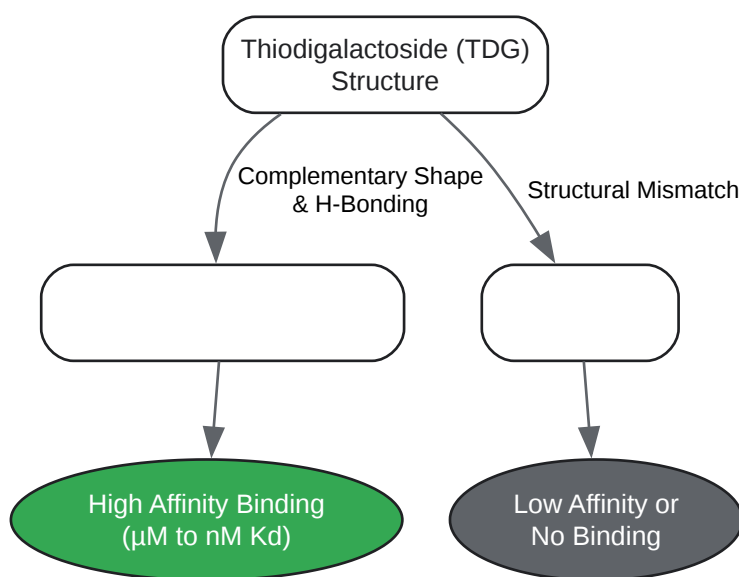 Thiodigalactoside (TDG)
Structure
Complementary Shape
& H-Bonding
Structural Mismatch
High Affinity Binding
(µM to nM Kd)
Low Affinity or
No Binding